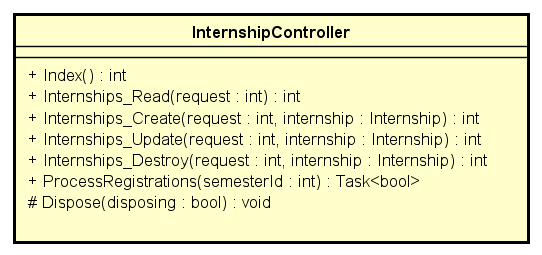 InternshipController
+ Index() : int
+ Internships_Read(request : int) : int
+ Internships_Create(request : int, internship : Internship) : int
+ Internships_Update(request : int, internship : Internship) : int
+ Internships_Destroy(request : int, internship : Internship) : int
+ ProcessRegistrations(semesterId : int) : Task<bool>
# Dispose(disposing : bool) : void